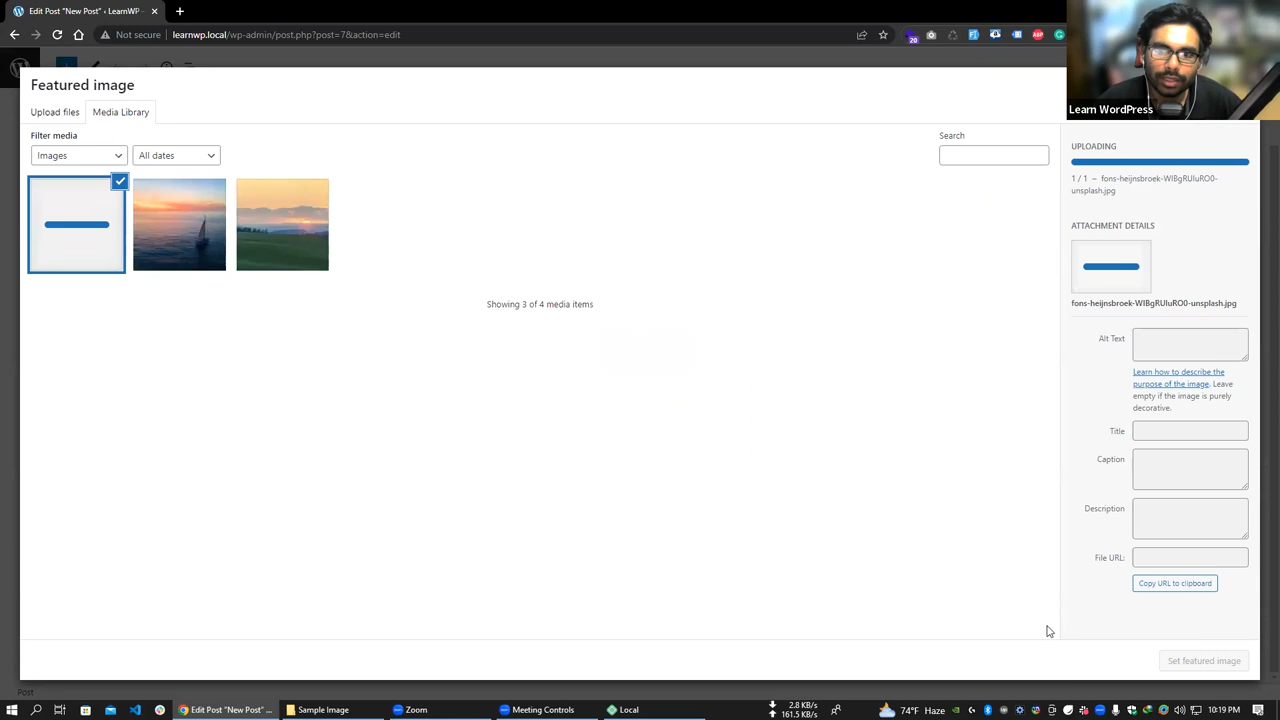 Edit Post "New Post" ‹ LearnWP —
Not secure
learnwp.local/wp-admin/post.php?post=7&action=edit
20
ABP
Learn WordPress
Featured image
Upload files
Media Library
Filter media
Images
All dates
Search
Showing 3 of 4 media items
UPLOADING
1 / 1 – fons-heijnsbroek-WIBgRUIuRO0-
unsplash.jpg
ATTACHMENT DETAILS
fons-heijnsbroek-WIBgRUIuRO0-unsplash.jpg
Alt Text
Learn how to describe the
purpose of the image. Leave
empty if the image is purely
decorative.
Title
Caption
Description
File URL:
Copy URL to clipboard
Set featured image
Post
Edit Post "New Post" ...
Sample Image
Zoom
Meeting Controls
Local
2.8 KB/s
161.5 KB/s
74°F Haze
10:19 PM